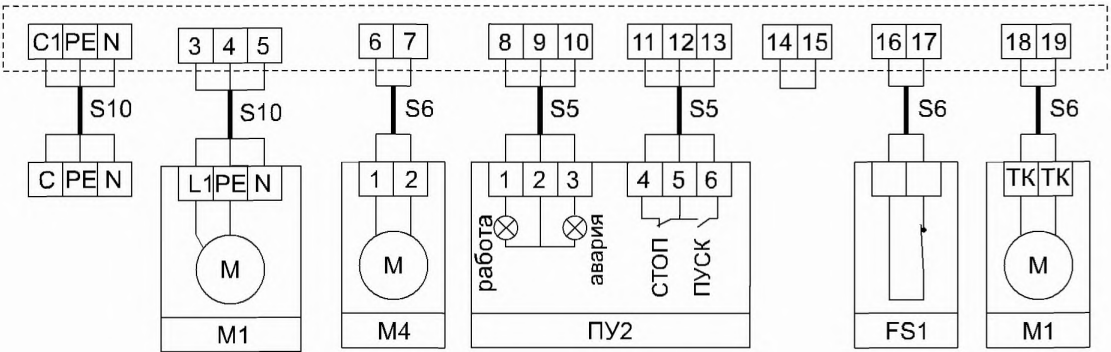 C1 PE N 3 4 5 6 7 8 9 10 11 12 13 14 15 16 17 18 19
S10 S10 S6 S5 S5 S6 S6
C PE N L1 PE N 1 2 1 2 3 4 5 6 ТК ТК
работа авария СТОП ПУСК
M M M
M1 M4 ПУ2 FS1 M1